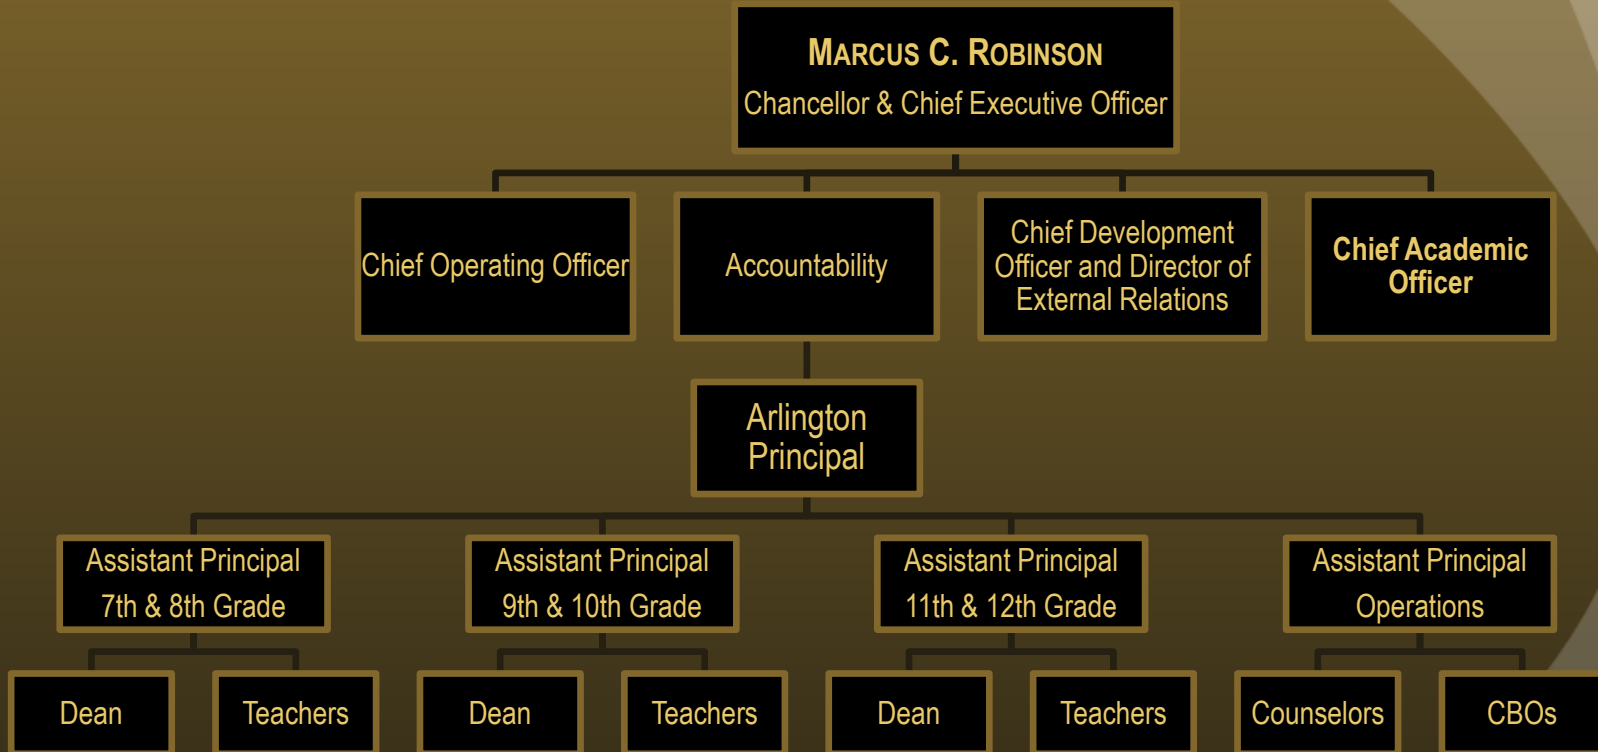 MARCUS C. ROBINSON
Chancellor & Chief Executive Officer
Chief Operating Officer
Accountability
Chief Development
Officer and Director of
External Relations
Chief Academic
Officer
Arlington
Principal
Assistant Principal
7th & 8th Grade
Assistant Principal
9th & 10th Grade
Assistant Principal
11th & 12th Grade
Assistant Principal
Operations
Dean
Teachers
Dean
Teachers
Dean
Teachers
Counselors
CBOs